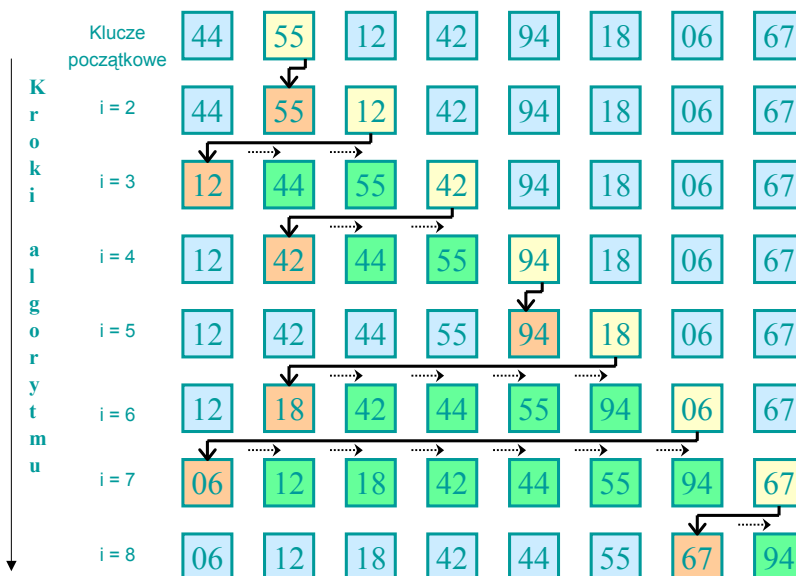 Klucze
początkowe
44 55 12 42 94 18 06 67
i = 2
44 55 12 42 94 18 06 67
i = 3
12 44 55 42 94 18 06 67
i = 4
12 42 44 55 94 18 06 67
i = 5
12 42 44 55 94 18 06 67
i = 6
12 18 42 44 55 94 06 67
i = 7
06 12 18 42 44 55 94 67
i = 8
06 12 18 42 44 55 67 94
Kroki
algorytmu